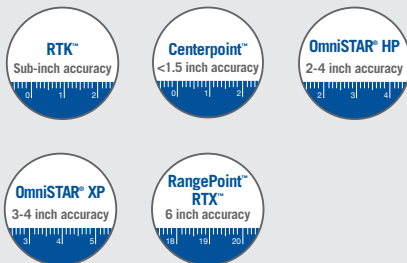 RTK™
Sub-inch accuracy
0 1 2
Centerpoint™
<1.5 inch accuracy
0 1 2
OmniSTAR® HP
2-4 inch accuracy
2 3 4
OmniSTAR® XP
3-4 inch accuracy
3 4 5
RangePoint™
RTX™
6 inch accuracy
18 19 20